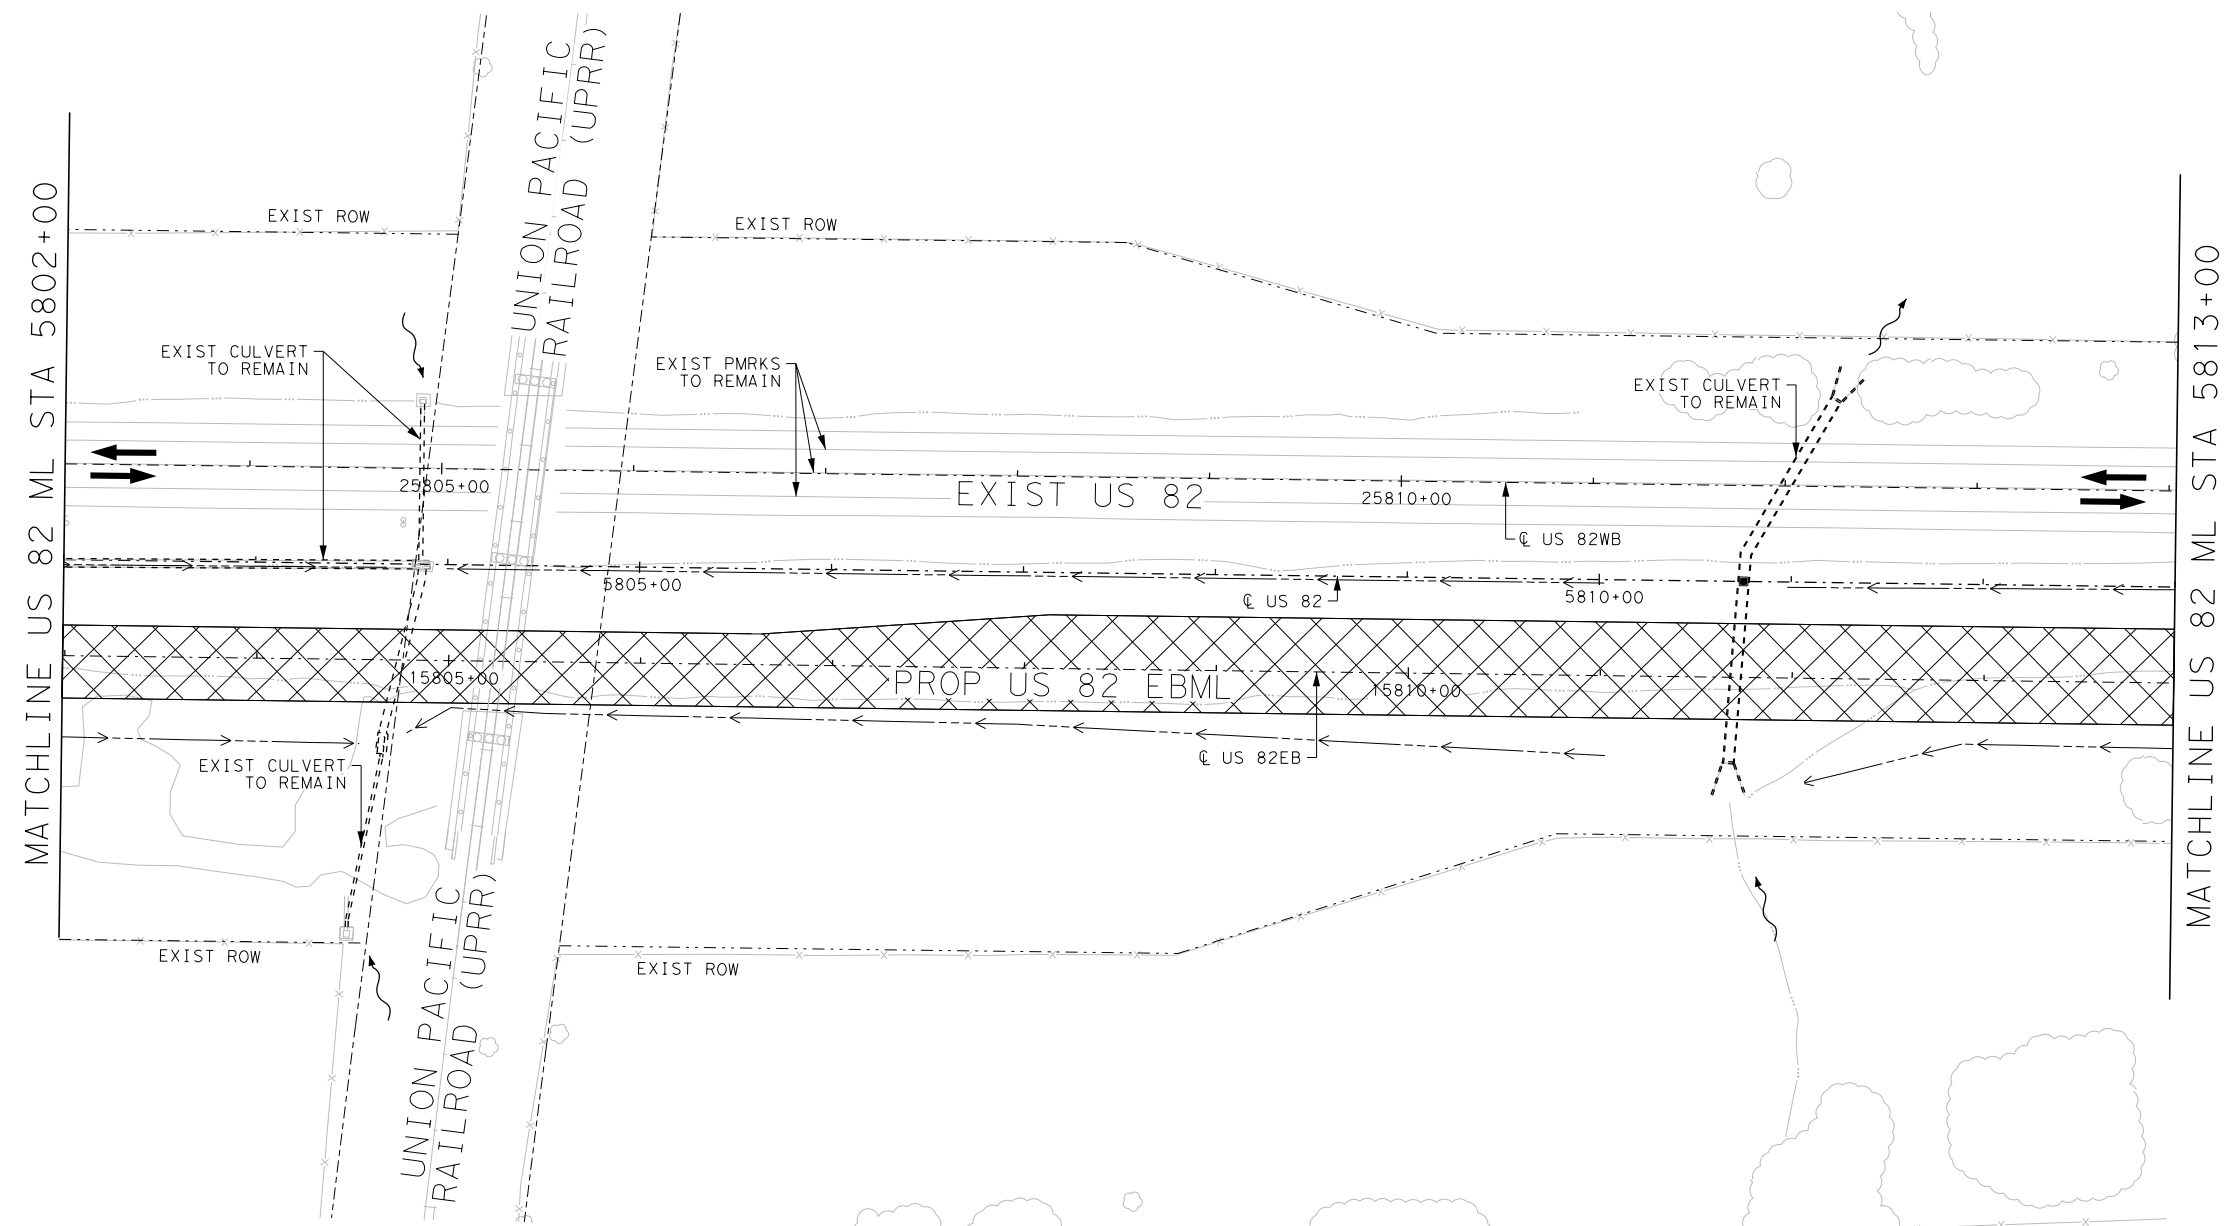 UNION PACIFIC
RAILROAD (UPRR)
MATCHLINE US 82 ML STA 5802+00
EXIST ROW
EXIST ROW
EXIST CULVERT
TO REMAIN
EXIST PMRKS
TO REMAIN
EXIST CULVERT
TO REMAIN
25805+00
EXIST US 82
25810+00
℄ US 82WB
5805+00
℄ US 82
5810+00
15805+00
PROP US 82 EBML
15810+00
℄ US 82EB
EXIST CULVERT
TO REMAIN
EXIST ROW
EXIST ROW
UNION PACIFIC
RAILROAD (UPRR)
MATCHLINE US 82 ML STA 5813+00